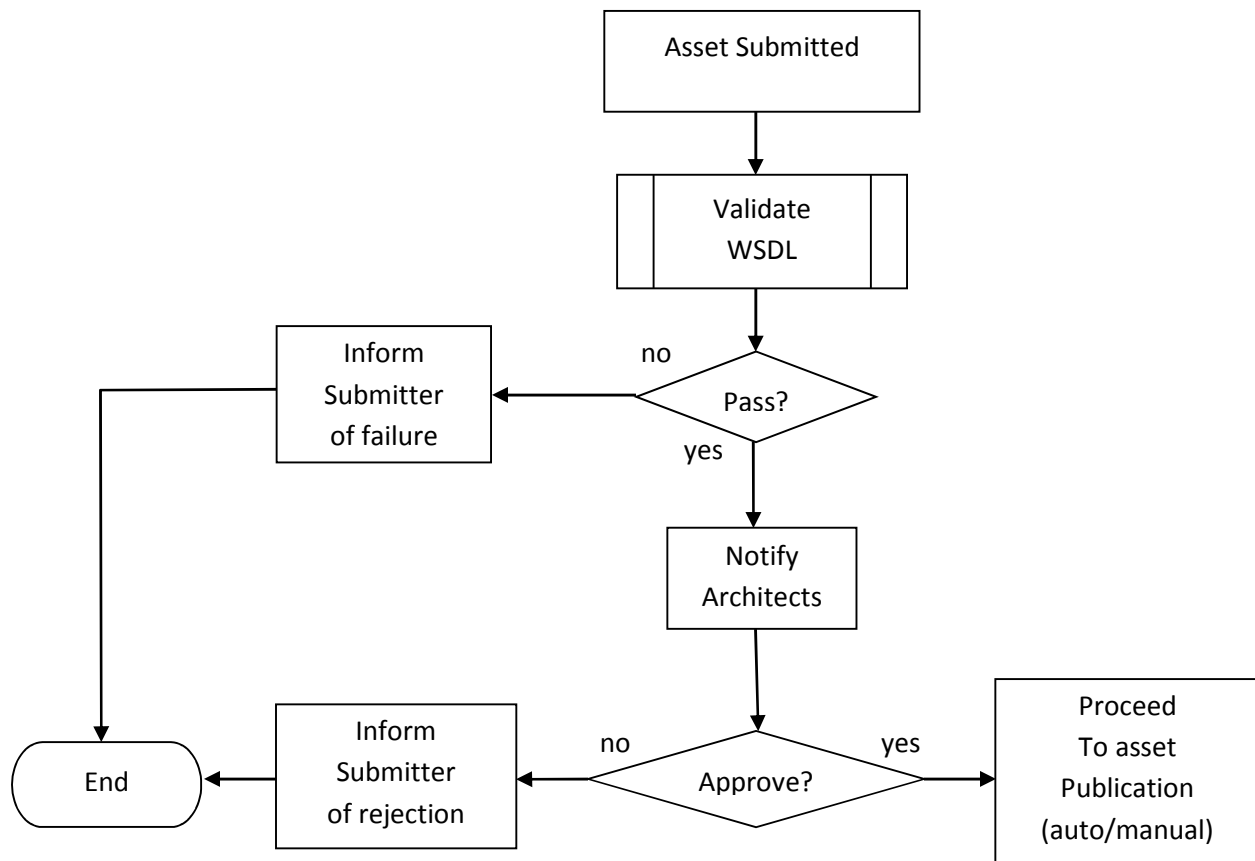 Asset Submitted
Validate
WSDL
no
Inform
Submitter
of failure
Pass?
yes
Notify
Architects
no
yes
Proceed
To asset
Publication
(auto/manual)
Inform
Submitter
of rejection
End
Approve?